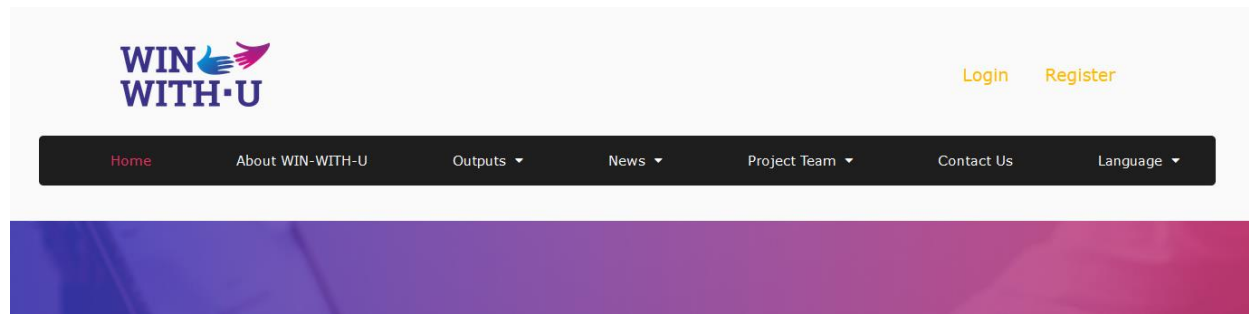 WIN
WITH·U
Login Register
Home About WIN-WITH-U Outputs News Project Team Contact Us Language